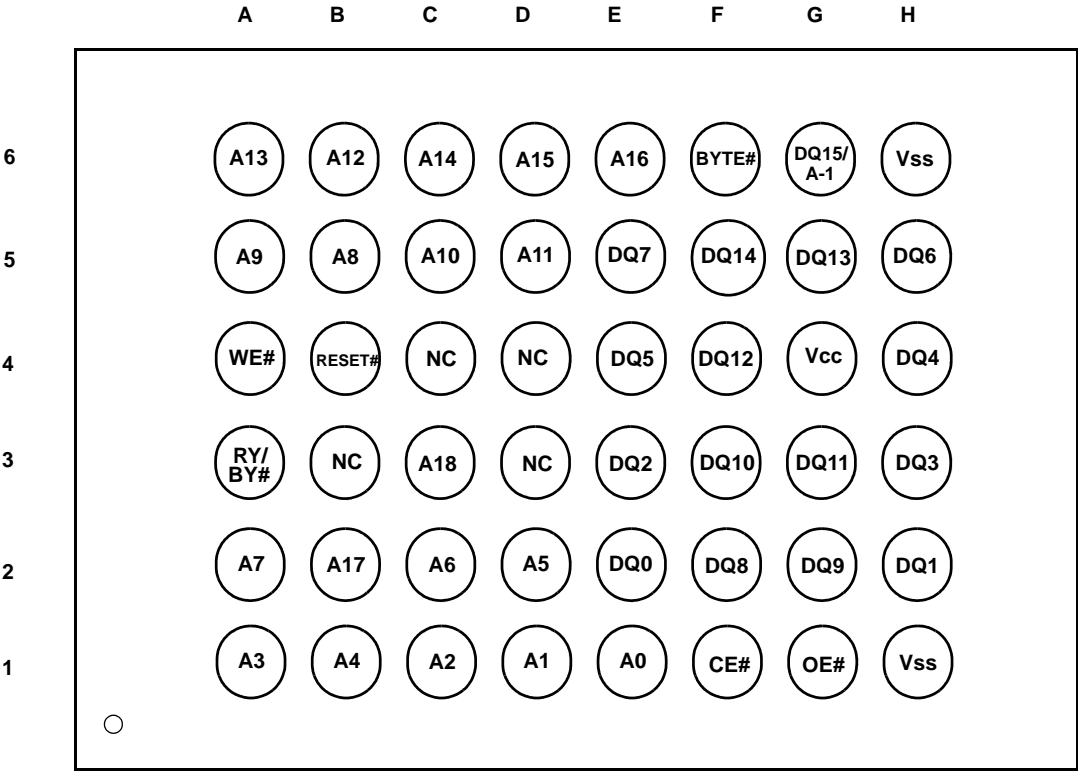 A B C D E F G H
6 A13 A12 A14 A15 A16 BYTE# DQ15/ A-1 Vss
5 A9 A8 A10 A11 DQ7 DQ14 DQ13 DQ6
4 WE# RESET# NC NC DQ5 DQ12 Vcc DQ4
3 RY/ BY# NC A18 NC DQ2 DQ10 DQ11 DQ3
2 A7 A17 A6 A5 DQ0 DQ8 DQ9 DQ1
1 A3 A4 A2 A1 A0 CE# OE# Vss